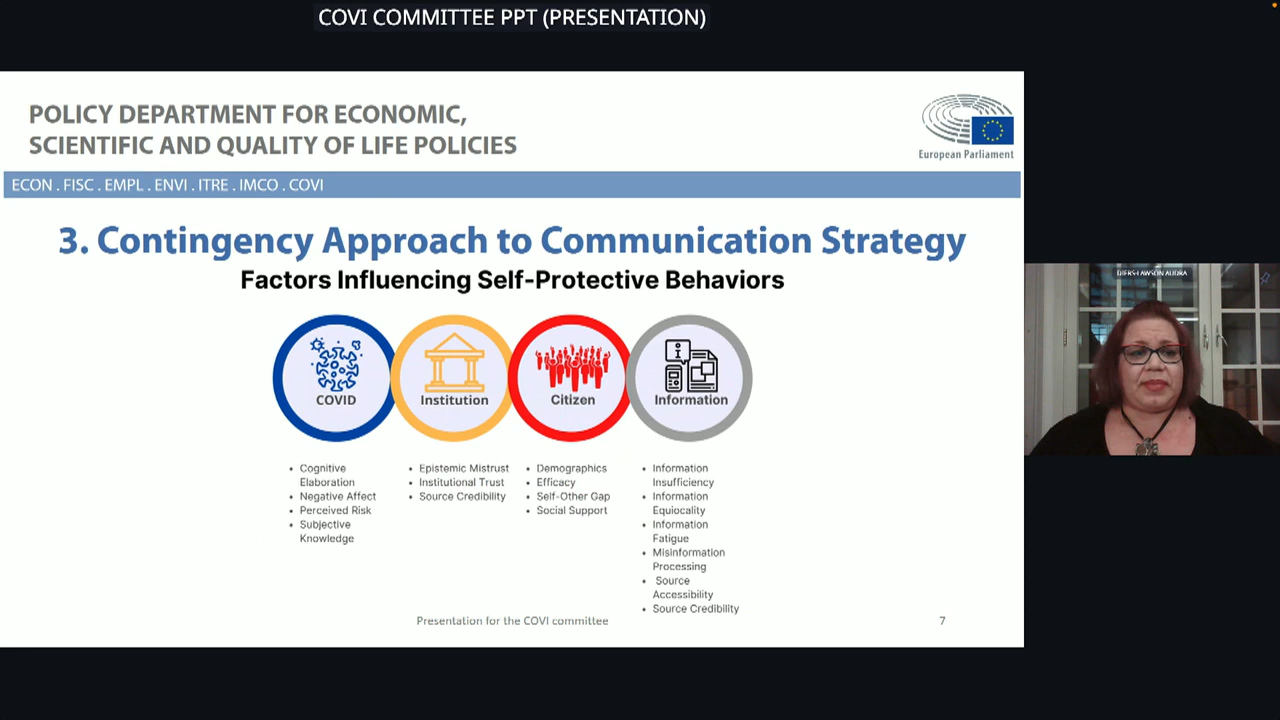 COVI COMMITTEE PPT (PRESENTATION)
POLICY DEPARTMENT FOR ECONOMIC,
SCIENTIFIC AND QUALITY OF LIFE POLICIES
European Parliament
ECON . FISC . EMPL . ENVI . ITRE . IMCO . COVI
3. Contingency Approach to Communication Strategy
Factors Influencing Self-Protective Behaviors
COVID
Institution
Citizen
Information
• Cognitive
Elaboration
• Negative Affect
• Perceived Risk
• Subjective
Knowledge
• Epistemic Mistrust
• Institutional Trust
• Source Credibility
• Demographics
• Efficacy
• Self-Other Gap
• Social Support
• Information
Insufficiency
• Information
Equiocality
• Information
Fatigue
• Misinformation
Processing
• Source
Accessibility
• Source Credibility
Presentation for the COVI committee
7
DIERS-LAWSON AUDRA